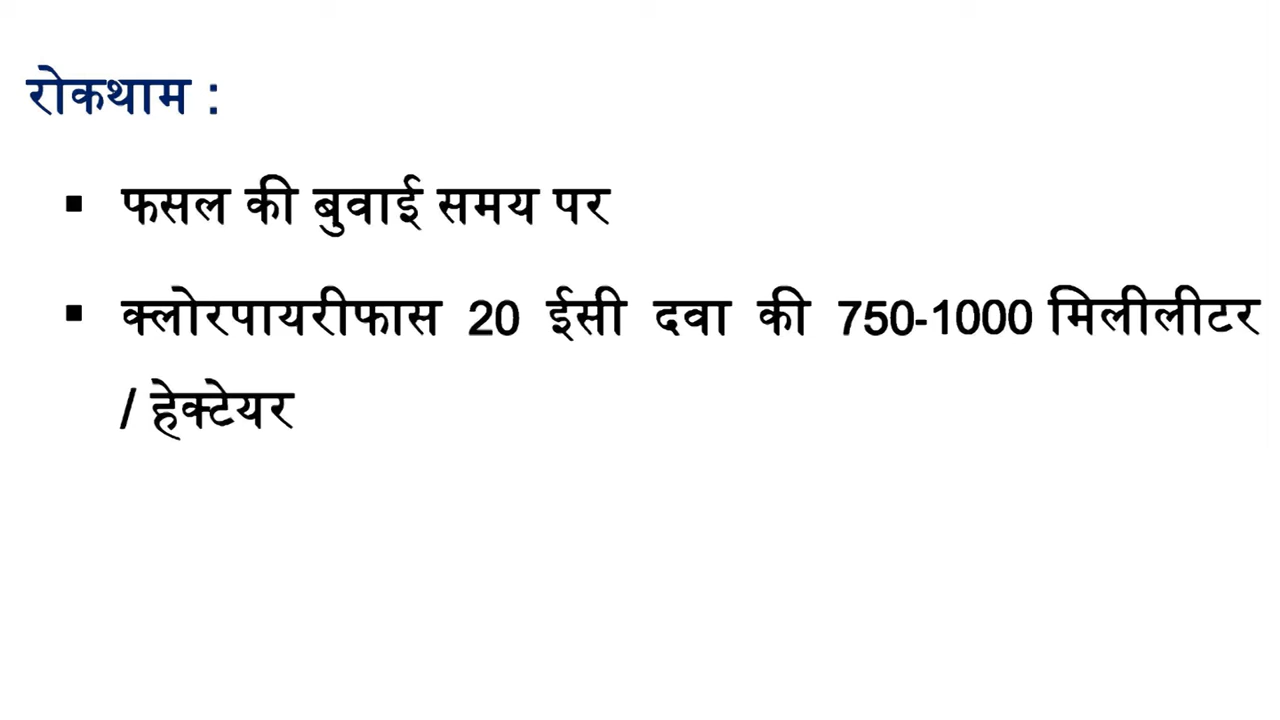 रोकथाम :
▪ फसल की बुवाई समय पर
▪ क्लोरपायरीफास 20 ईसी दवा की 750-1000 मिलीलीटर
/ हेक्टेयर